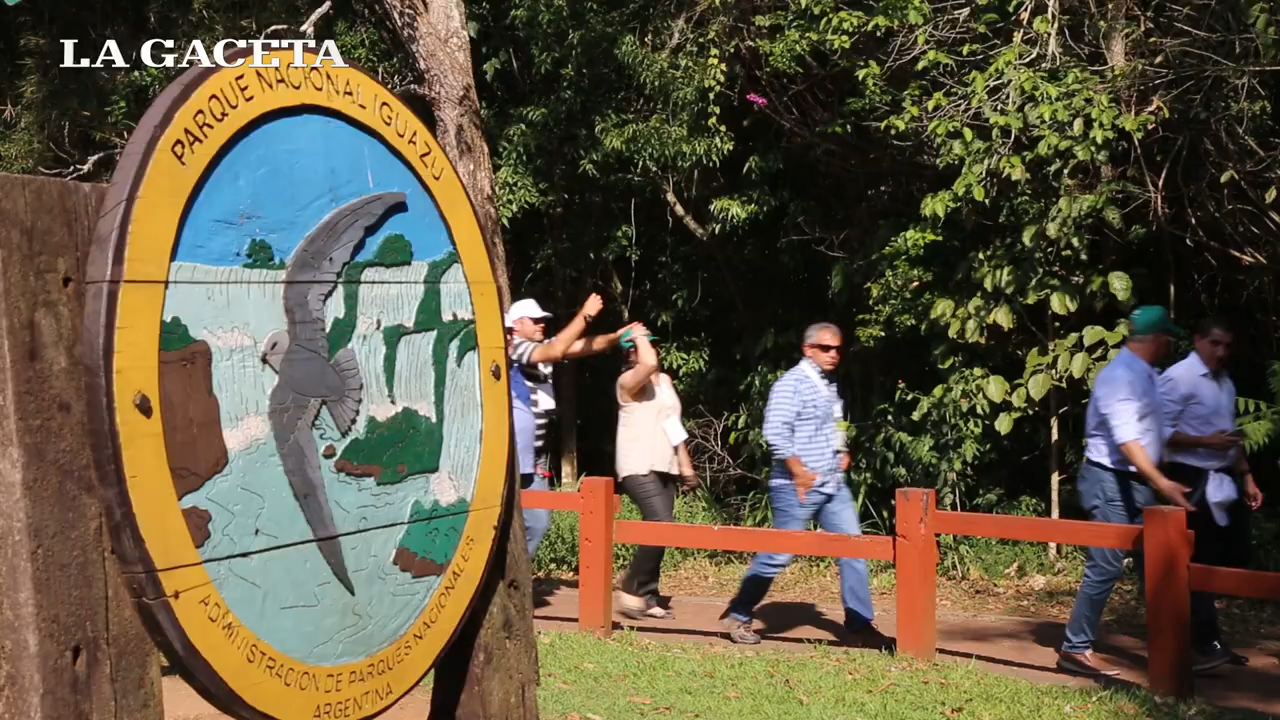 LA GACETA
PARQUE NACIONAL IGUAZU
ADMINISTRACION DE PARQUES NACIONALES
ARGENTINA